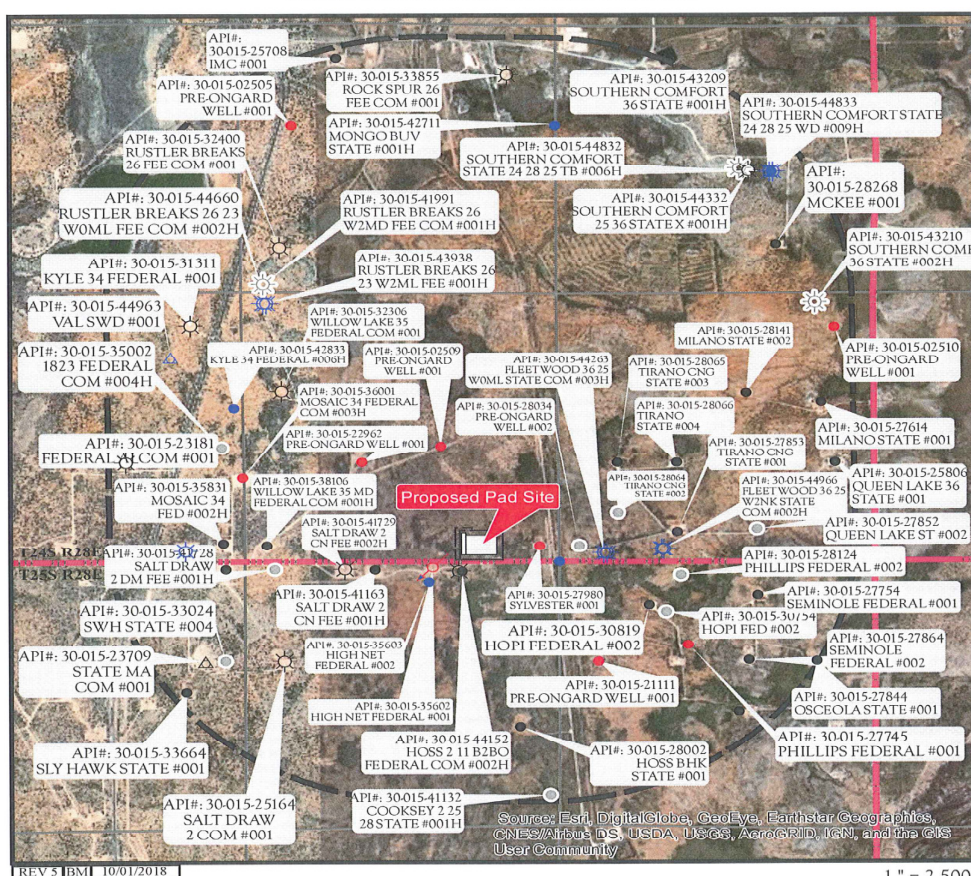 API#:
30-015-25708
IMC #001
API#: 30-015-33855
ROCK SPUR 26
FEE COM #001
API#: 30-015-43209
SOUTHERN COMFORT
36 STATE #001H
API#: 30-015-02505
PRE-ONGARD
WELL #001
API#: 30-015-42711
MONGO BUV
STATE #001H
API#: 30-015-44833
SOUTHERN COMFORT STATE
24 28 25 WD #009H
API#: 30-015-32400
RUSTLER BREAKS
26 FEE COM #001
API#: 30-015-44832
SOUTHERN COMFORT
STATE 24 28 25 TB #006H
API#:
30-015-28268
MCKEE #001
API#: 30-015-44660
RUSTLER BREAKS 26 23
W0ML FEE COM #002H
API#: 30-015-41991
RUSTLER BREAKS 26
W2MD FEE COM #001H
API#: 30-015-44332
SOUTHERN COMFORT
25 36 STATE X #001H
API#: 30-015-43210
SOUTHERN COMF
36 STATE #002H
API#: 30-015-31311
KYLE 34 FEDERAL #001
API#: 30-015-43938
RUSTLER BREAKS 26
23 W2ML FEE #001H
API#: 30-015-44963
VAL SWD #001
API#: 30-015-32306
WILLOW LAKE 35
FEDERAL COM #001
API#: 30-015-28141
MILANO STATE #002
API#: 30-015-02510
PRE-ONGARD
WELL #001
API#: 30-015-35002
1823 FEDERAL
COM #004H
API#: 30-015-42833
KYLE 34 FEDERAL #006H
API#: 30-015-02509
PRE-ONGARD
WELL #001
API#: 30-015-44263
FLEETWOOD 36 25
W0ML STATE COM #003H
API#: 30-015-28065
TIRANO CNG
STATE #003
API#: 30-015-36001
MOSAIC 34 FEDERAL
COM #003H
API#: 30-015-28034
PRE-ONGARD
WELL #002
API#: 30-015-28066
TIRANO
STATE #004
API#: 30-015-27614
MILANO STATE #001
API#: 30-015-23181
FEDERAL AI COM #001
API#: 30-015-22962
PRE-ONGARD WELL #001
API#: 30-015-27853
TIRANO CNG
STATE #001
API#: 30-015-25806
QUEEN LAKE 36
STATE #001
API#: 30-015-35831
MOSAIC 34
FED #002H
API#: 30-015-38106
WILLOW LAKE 35 MD
FEDERAL COM #001H
Proposed Pad Site
API#: 30-015-28064
TIRANO CNG
STATE #002
API#: 30-015-44966
FLEETWOOD 36 25
W2NK STATE
COM #002H
API#: 30-015-27852
QUEEN LAKE ST #002
API#: 30-015-41729
SALT DRAW 2
CN FEE #002H
T24S R28E
T25S R28E
SALT DRAW
2 DM FEE #001H
API#: 30-015-28124
PHILLIPS FEDERAL #002
API#: 30-015-41163
SALT DRAW 2
CN FEE #001H
API#: 30-015-27980
SYLVESTER #001
API#: 30-015-27754
SEMINOLE FEDERAL #001
API#: 30-015-33024
SWH STATE #004
API#: 30-015-35603
HIGH NET
FEDERAL #002
API#: 30-015-30819
HOPI FEDERAL #002
API#: 30-015-30754
HOPI FED #002
API#: 30-015-27864
SEMINOLE
FEDERAL #002
API#: 30-015-23709
STATE MA
COM #001
API#: 30-015-21111
PRE-ONGARD WELL #001
API#: 30-015-27844
OSCEOLA STATE #001
API#: 30-015-35602
HIGH NET FEDERAL #001
API#: 30-015-33664
SLY HAWK STATE #001
API#: 30-015-44152
HOSS 2 11 B2BO
FEDERAL COM #002H
API#: 30-015-28002
HOSS BHK
STATE #001
API#: 30-015-27745
PHILLIPS FEDERAL #001
API#: 30-015-25164
SALT DRAW
2 COM #001
API#: 30-015-41132
COOKSEY 2 25
28 STATE #001H
Source: Esri, DigitalGlobe, GeoEye, Earthstar Geographics,
CNES/Airbus DS, USDA, USGS, AeroGRID, IGN, and the GIS
User Community
REV 5 BM 10/01/2018
1 " = 2,500